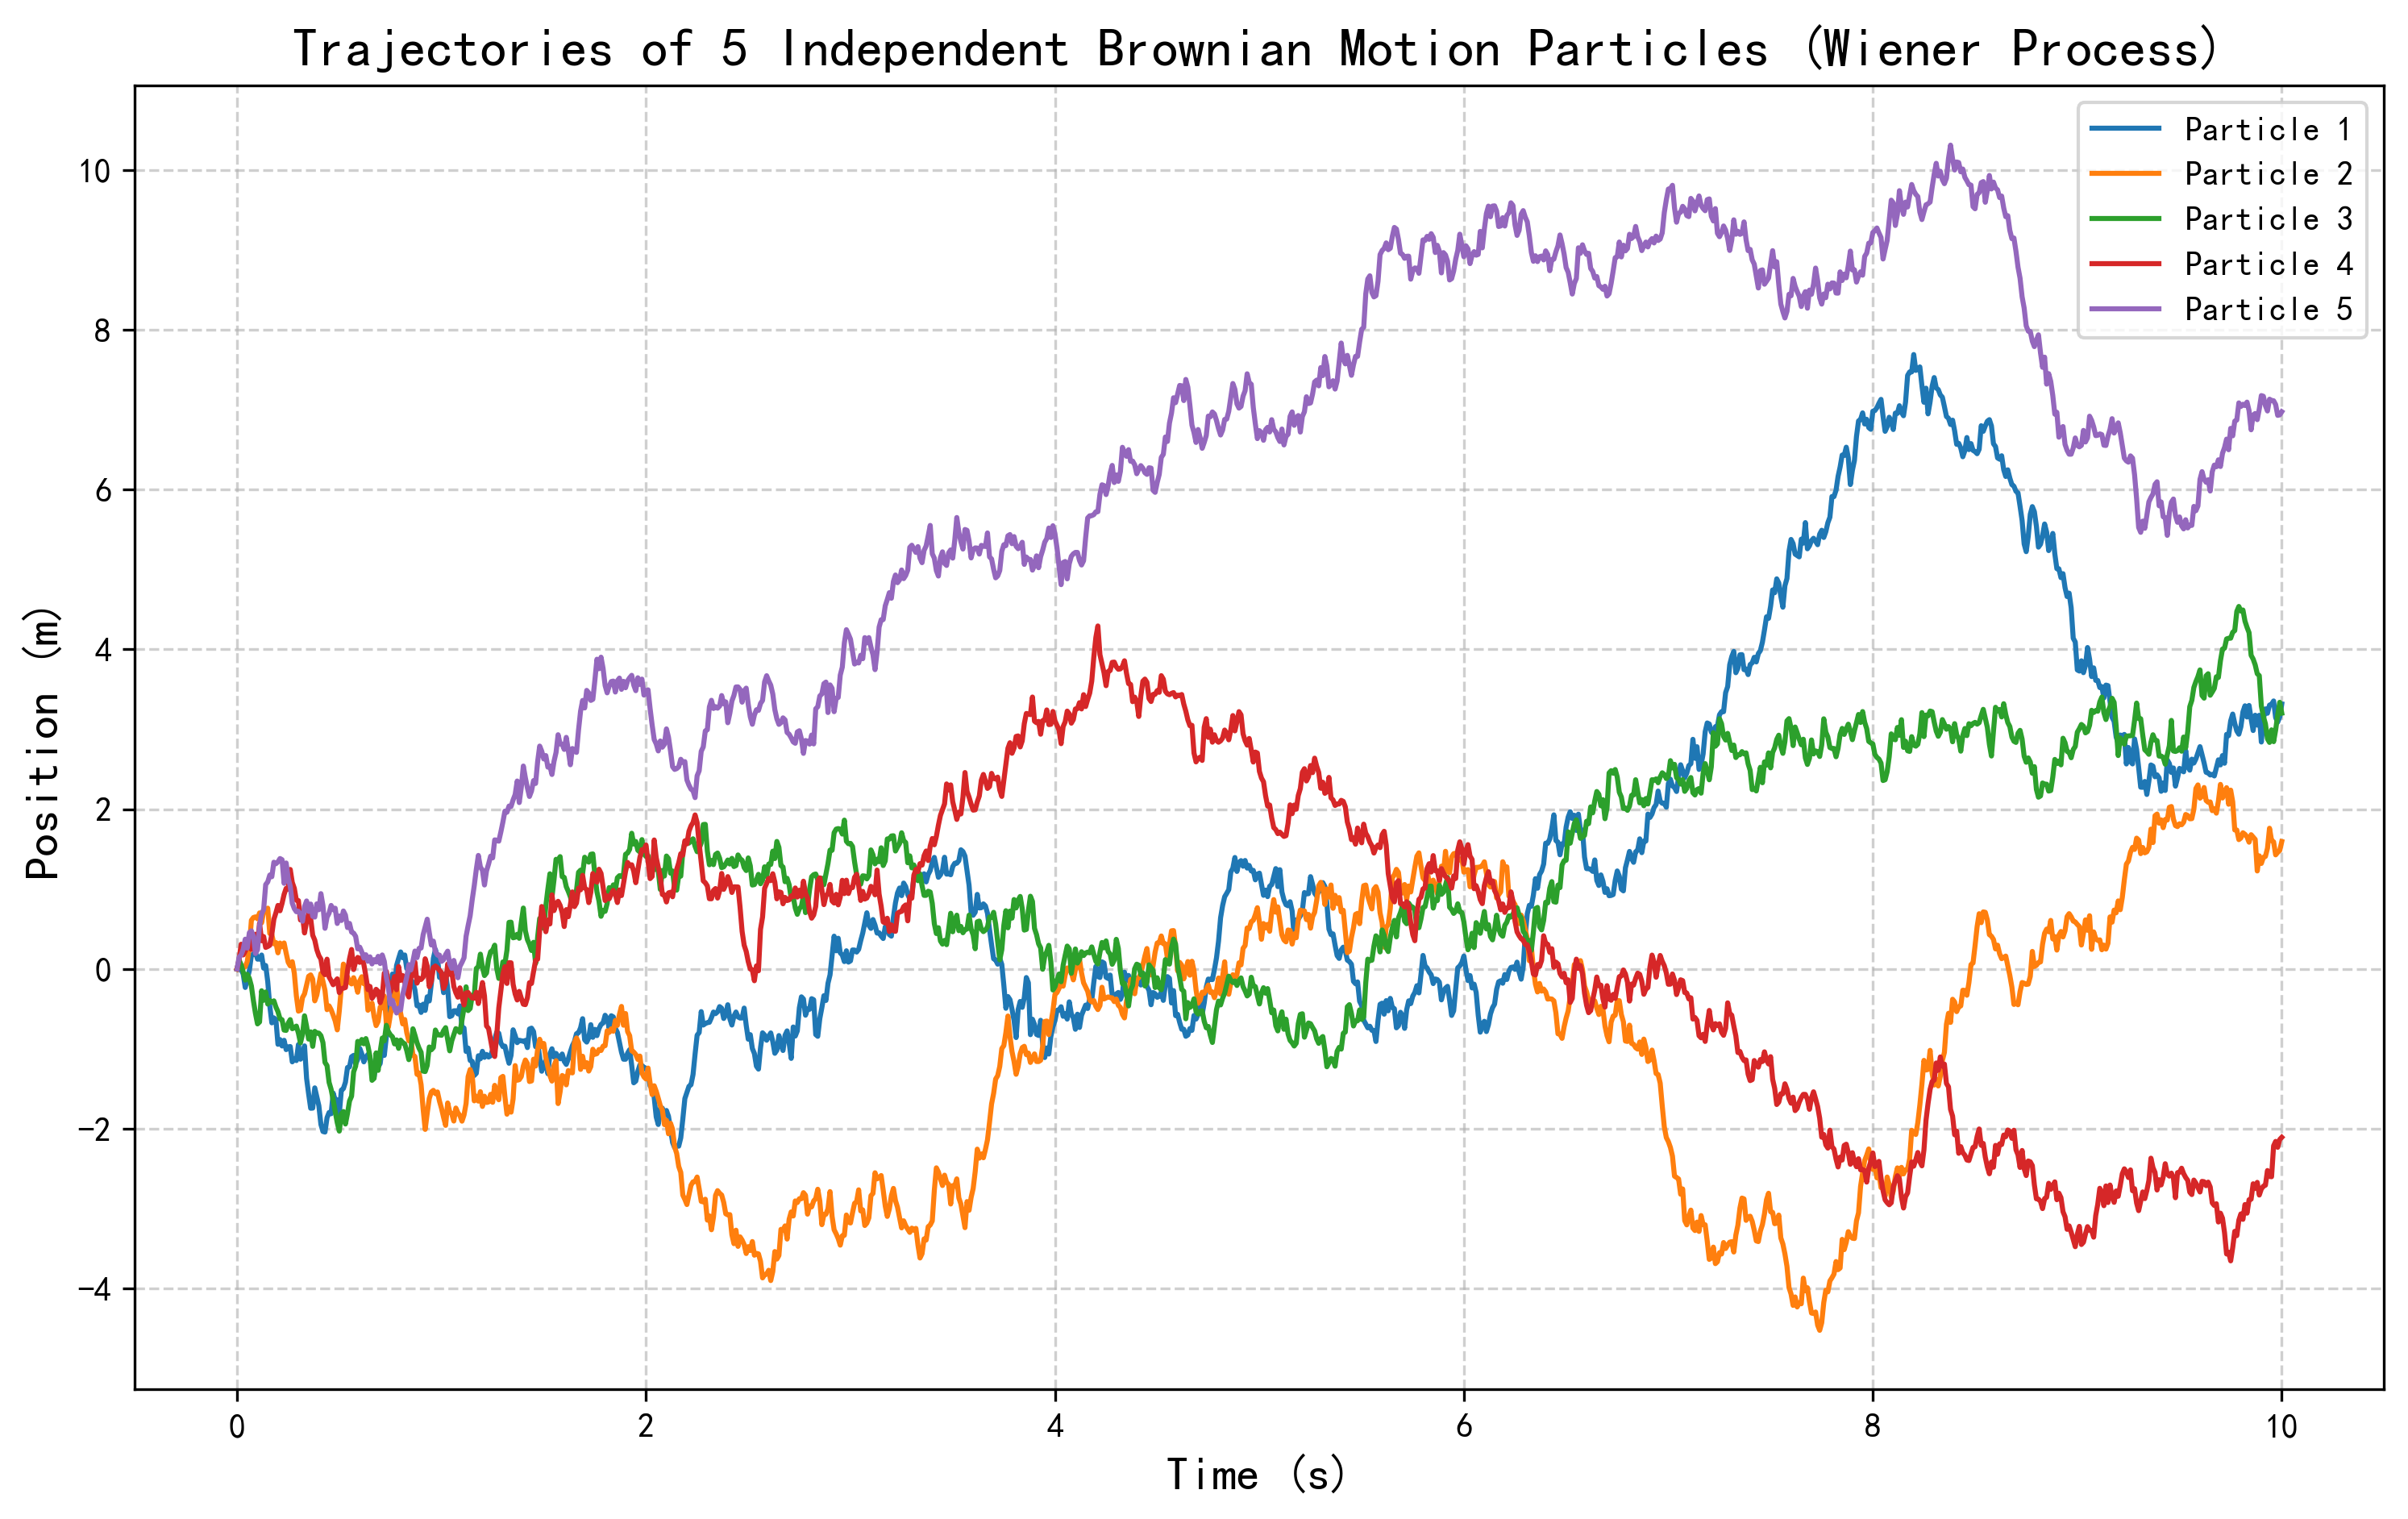 Trajectories of 5 Independent Brownian Motion Particles (Wiener Process)
Particle 1
Particle 2
Particle 3
Particle 4
Particle 5
Position (m)
10
8
6
4
2
0
−2
−4
0 2 4 6 8 10
Time (s)